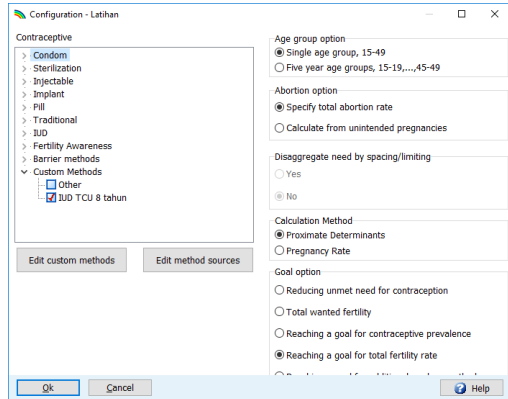 Configuration - Latihan
Contraceptive
Condom
Sterilization
Injectable
Implant
Pill
Traditional
IUD
Fertility Awareness
Barrier methods
Custom Methods
Other
IUD TCU 8 tahun
Edit custom methods
Edit method sources
Age group option
Single age group, 15-49
Five year age groups, 15-19,...,45-49
Abortion option
Specify total abortion rate
Calculate from unintended pregnancies
Disaggregate need by spacing/limiting
Yes
No
Calculation Method
Proximate Determinants
Pregnancy Rate
Goal option
Reducing unmet need for contraception
Total wanted fertility
Reaching a goal for contraceptive prevalence
Reaching a goal for total fertility rate
Ok
Cancel
Help